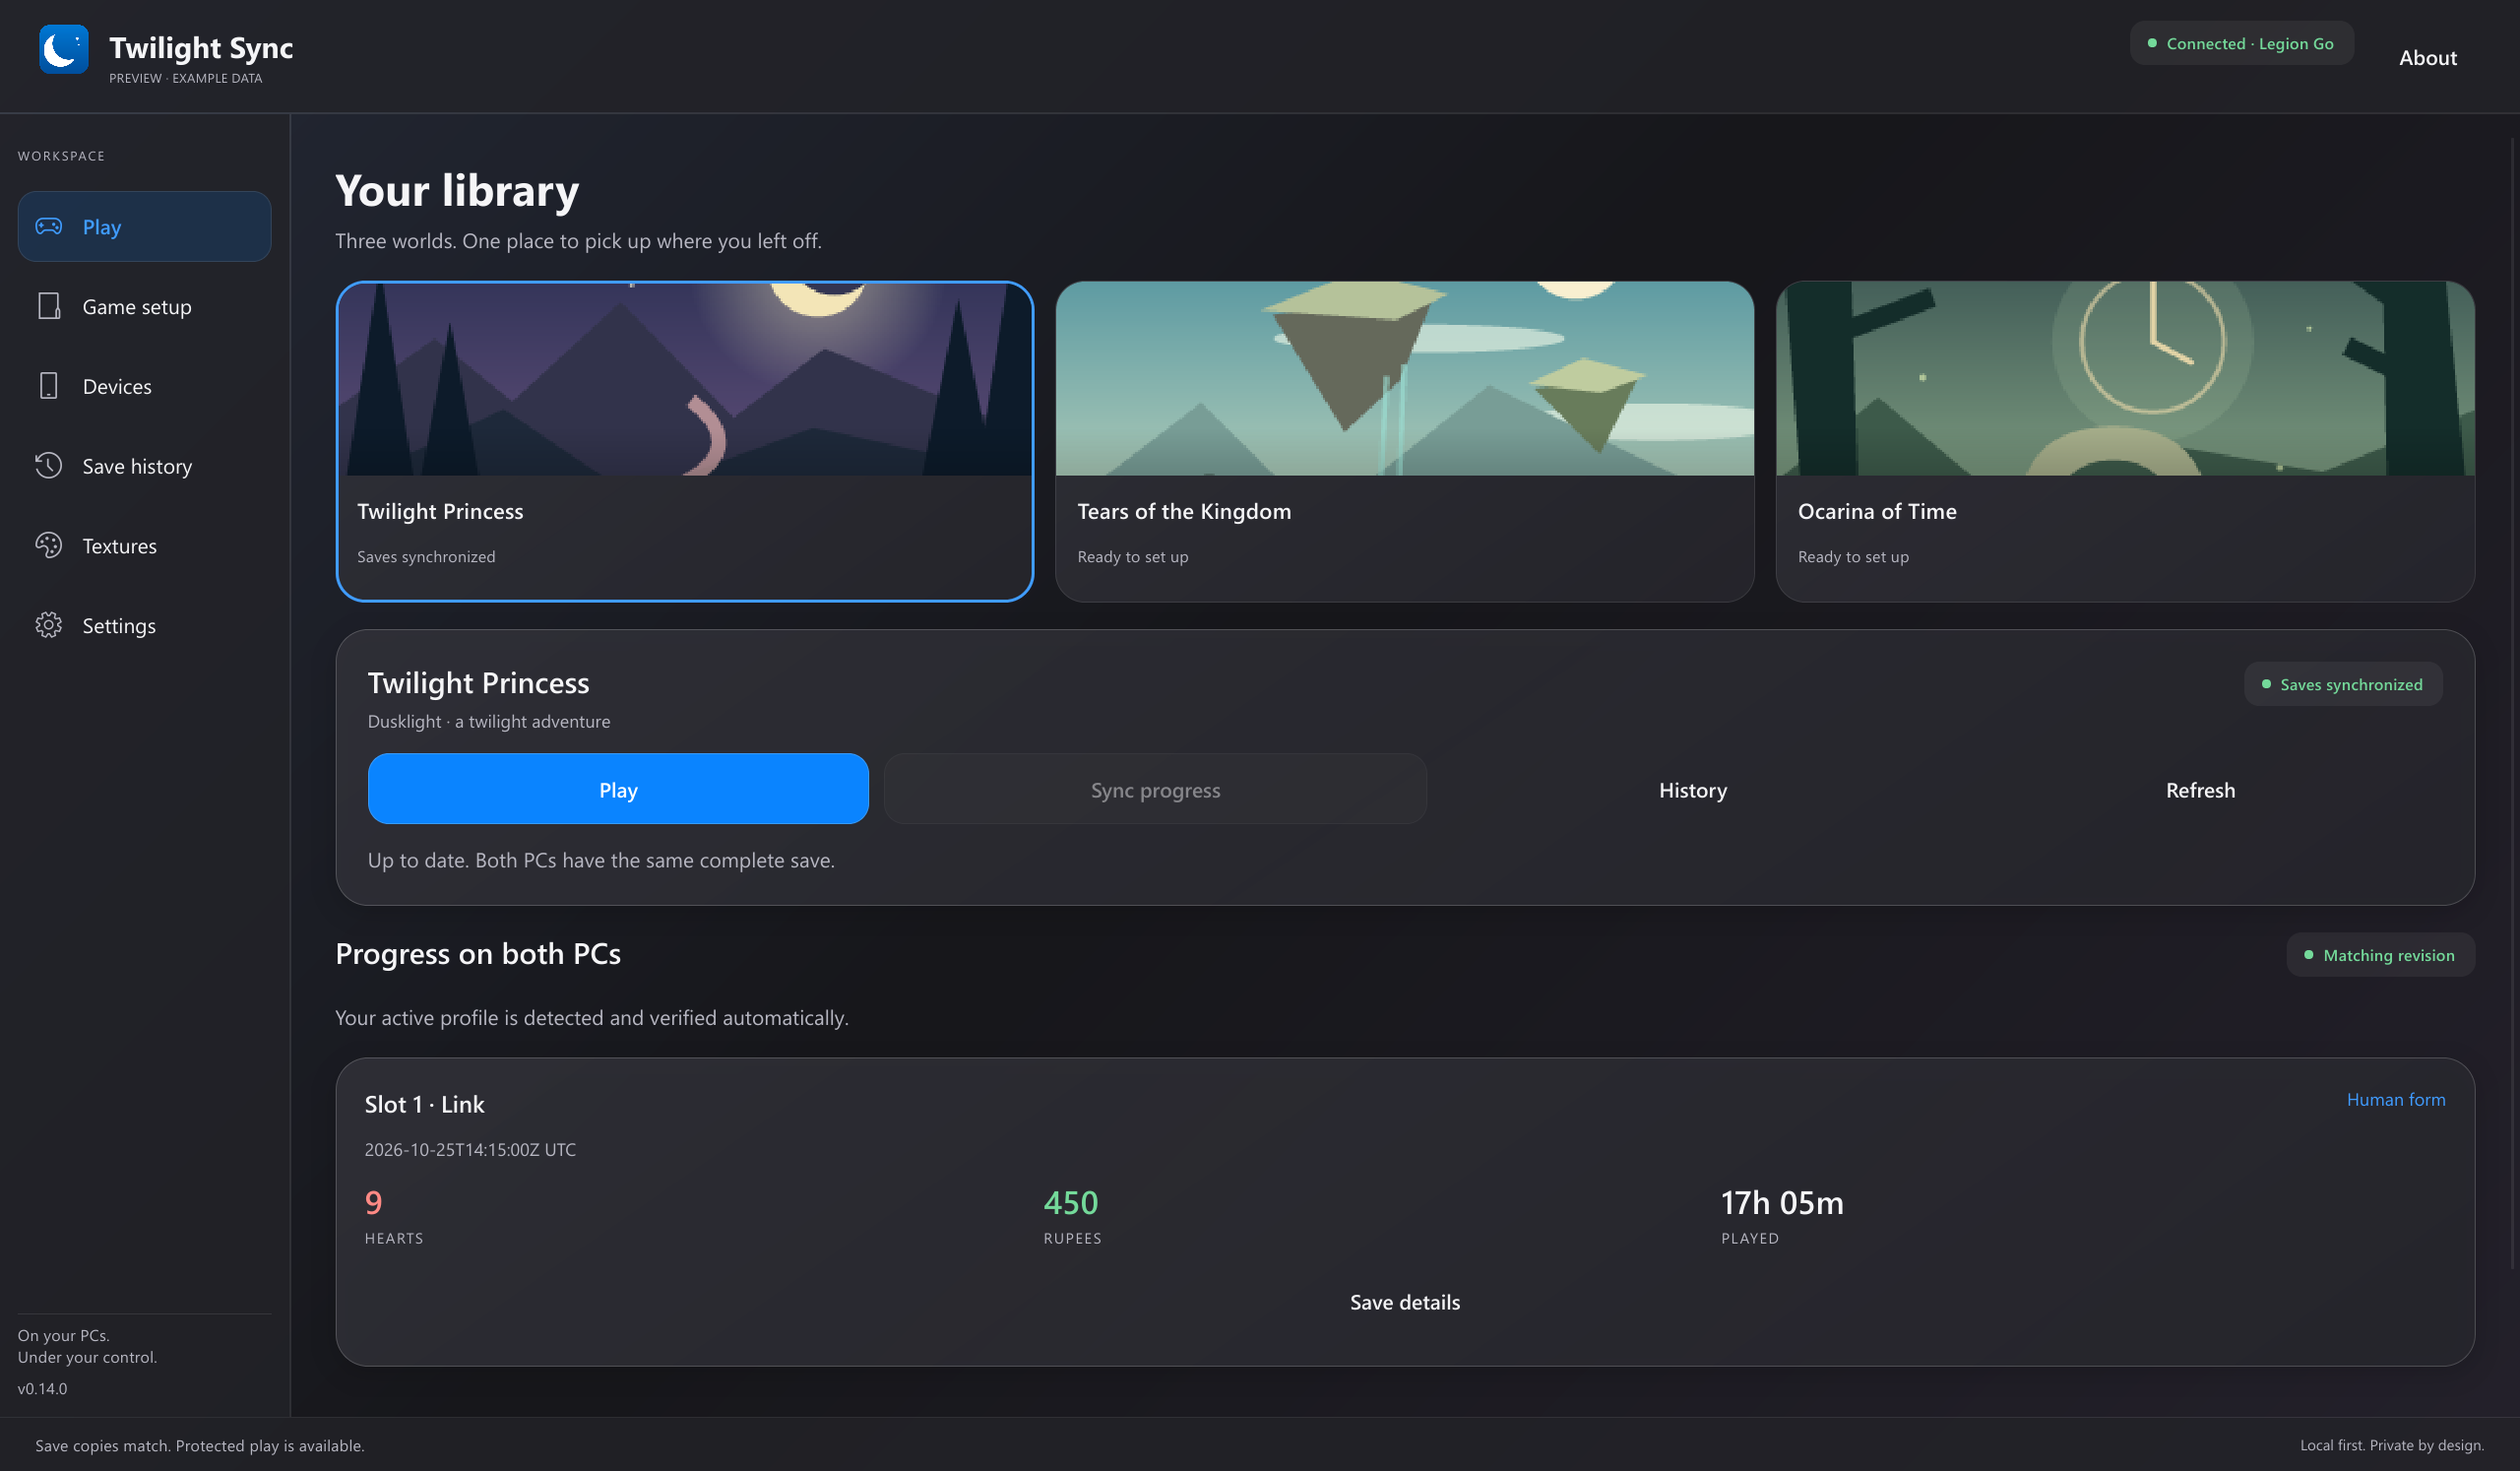 Twilight Sync
PREVIEW · EXAMPLE DATA
Connected · Legion Go
About
WORKSPACE
Play
Game setup
Devices
Save history
Textures
Settings
On your PCs.
Under your control.
v0.14.0
Your library
Three worlds. One place to pick up where you left off.
Twilight Princess
Saves synchronized
Tears of the Kingdom
Ready to set up
Ocarina of Time
Ready to set up
Twilight Princess
Saves synchronized
Dusklight · a twilight adventure
Play
Sync progress
History
Refresh
Up to date. Both PCs have the same complete save.
Progress on both PCs
Matching revision
Your active profile is detected and verified automatically.
Slot 1 · Link
Human form
2026-10-25T14:15:00Z UTC
9
HEARTS
450
RUPEES
17h 05m
PLAYED
Save details
Save copies match. Protected play is available.
Local first. Private by design.